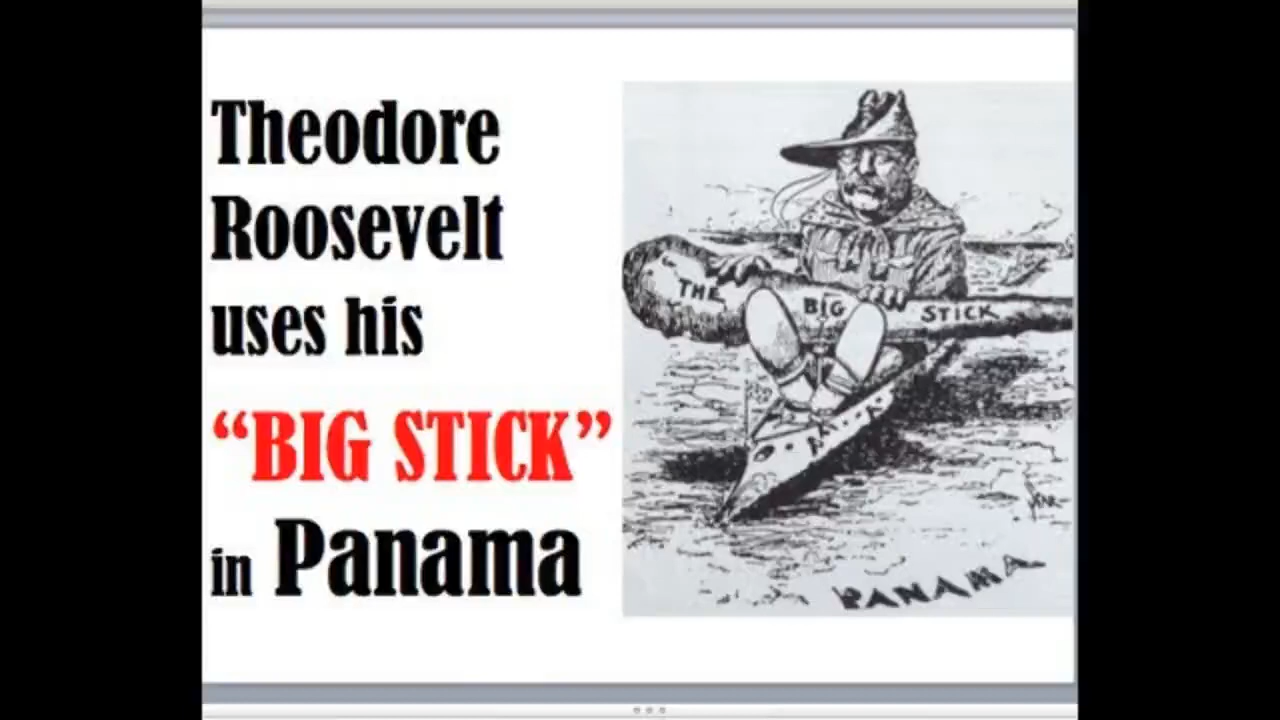 Theodore
Roosevelt
uses his
“BIG STICK”
in Panama
THE BIG STICK
PANAMA